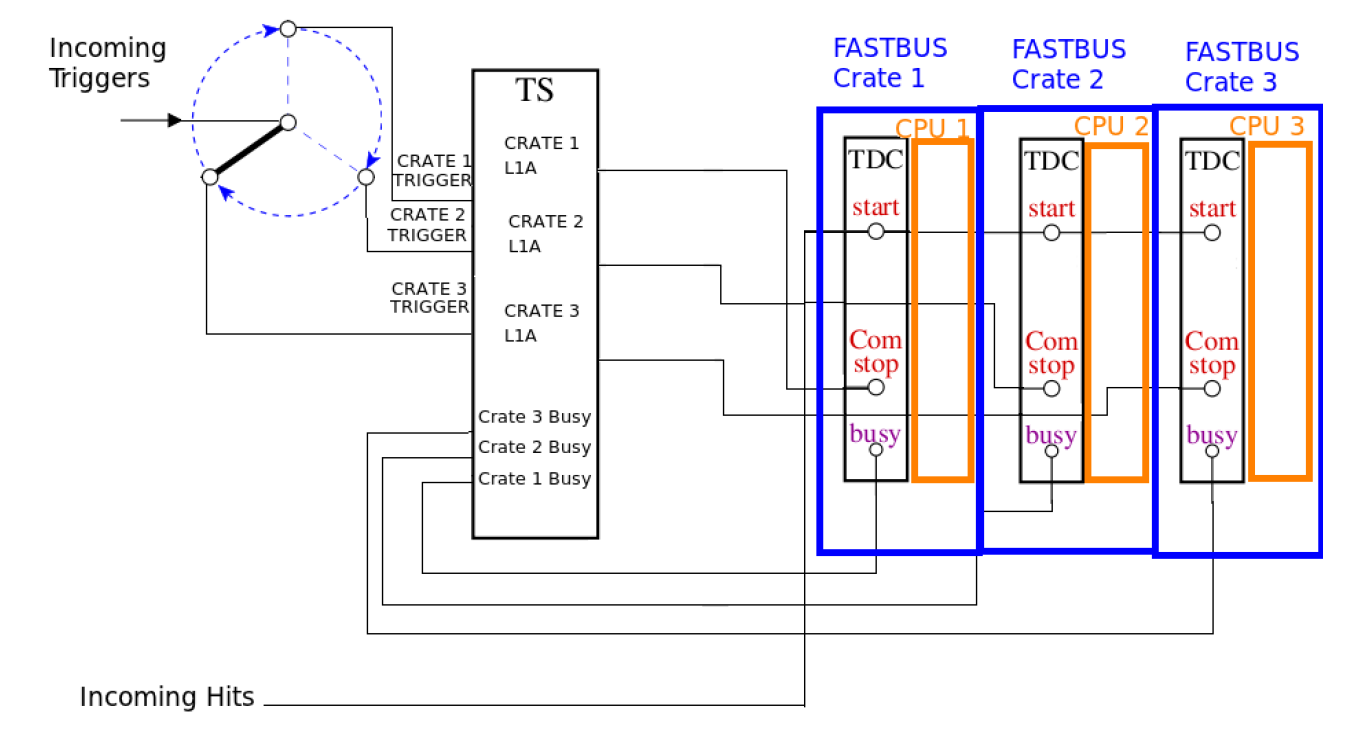 Incoming
Triggers
TS
CRATE 1
L1A
CRATE 2
L1A
CRATE 3
L1A
CRATE 1
TRIGGER
CRATE 2
TRIGGER
CRATE 3
TRIGGER
Crate 3 Busy
Crate 2 Busy
Crate 1 Busy
FASTBUS
Crate 1
CPU 1
TDC
start
Com
stop
busy
FASTBUS
Crate 2
CPU 2
TDC
start
Com
stop
busy
FASTBUS
Crate 3
CPU 3
TDC
start
Com
stop
busy
Incoming Hits